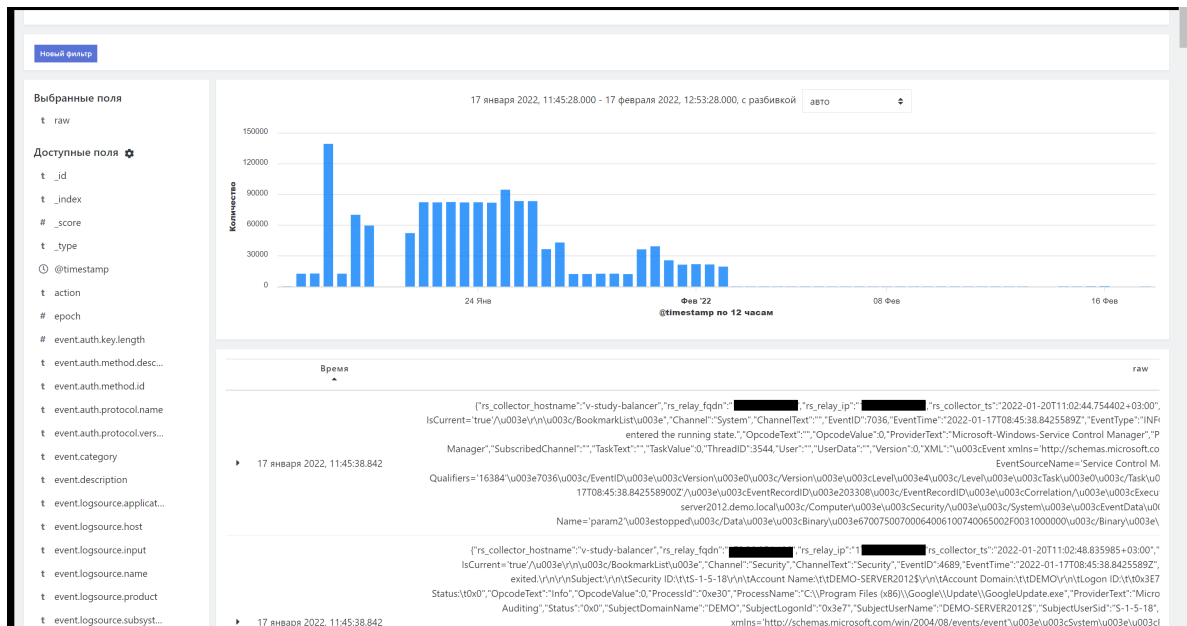 Новый фильтр
Выбранные поля
t raw
Доступные поля
t _id
t _index
# _score
t _type
@timestamp
t action
# epoch
# event.auth.key.length
t event.auth.method.desc...
t event.auth.method.id
t event.auth.protocol.name
t event.auth.protocol.vers...
t event.category
t event.description
t event.logsource.applicat...
t event.logsource.host
t event.logsource.input
t event.logsource.name
t event.logsource.product
t event.logsource.subsyst...
17 января 2022, 11:45:28.000 - 17 февраля 2022, 12:53:28.000, с разбивкой авто
Количество
150000
120000
90000
60000
30000
0
24 Янв
Фев '22
08 Фев
16 Фев
@timestamp по 12 часам
Время
raw
17 января 2022, 11:45:38.842
{"rs_collector_hostname":"v-study-balancer","rs_relay_fqdn":" ","rs_relay_ip":" ,"rs_collector_ts":"2022-01-20T11:02:44.754402+03:00",
IsCurrent='true'/\u003e\r\n\u003c/BookmarkList\u003e","Channel":"System","ChannelText":"","EventID":7036,"EventTime":"2022-01-17T08:45:38.8425589Z","EventType":"INF
entered the running state.","OpcodeText":"","OpcodeValue":0,"ProviderText":"Microsoft-Windows-Service Control Manager","P
Manager","SubscribedChannel":"","TaskText":"","TaskValue":0,"ThreadID":3544,"User":"","UserData":"","Version":0,"XML":"\u003cEvent xmlns='http://schemas.microsoft.co
EventSourceName='Service Control M
Qualifiers='16384'\u003e7036\u003c/EventID\u003e\u003cVersion\u003e0\u003c/Version\u003e\u003cLevel\u003e4\u003c/Level\u003e\u003cTask\u003e0\u003c/Task\u0
17T08:45:38.842558900Z'/\u003e\u003cEventRecordID\u003e203308\u003c/EventRecordID\u003e\u003cCorrelation/\u003e\u003cExecu
server2012.demo.local\u003c/Computer\u003e\u003cSecurity/\u003e\u003c/System\u003e\u003cEventData\u0
Name='param2'\u003estopped\u003c/Data\u003e\u003cBinary\u003e67007500700064006100740065002F0031000000\u003c/Binary\u003e\
17 января 2022, 11:45:38.842
{"rs_collector_hostname":"v-study-balancer","rs_relay_fqdn":" ","rs_relay_ip":"1 "rs_collector_ts":"2022-01-20T11:02:48.835985+03:00","
IsCurrent='true'/\u003e\r\n\u003c/BookmarkList\u003e","Channel":"Security","ChannelText":"Security","EventID":4689,"EventTime":"2022-01-17T08:45:38.8425589Z",
exited.\r\n\r\nSubject:\r\n\tSecurity ID:\t\tS-1-5-18\r\n\tAccount Name:\t\tDEMO-SERVER2012$\r\n\tAccount Domain:\t\tDEMO\r\n\tLogon ID:\t\t0x3E7
Status:\t0x0","OpcodeText":"Info","OpcodeValue":0,"ProcessId":"0xe30","ProcessName":"C:\\Program Files (x86)\\Google\\Update\\GoogleUpdate.exe","ProviderText":"Micro
Auditing","Status":"0x0","SubjectDomainName":"DEMO","SubjectLogonId":"0x3e7","SubjectUserName":"DEMO-SERVER2012$","SubjectUserSid":"S-1-5-18",
xmlns='http://schemas.microsoft.com/win/2004/08/events/event'\u003e\u003cSystem\u003e\u003cl